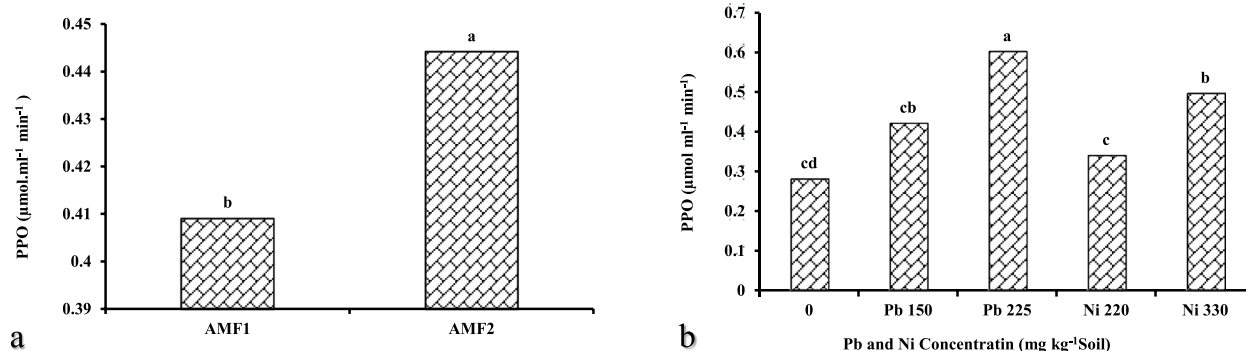 0.45
0.44
0.43
0.42
0.41
0.4
0.39
PPO (µmol.ml⁻¹ min⁻¹ )
b
a
AMF1
AMF2
a
0.7
0.6
0.5
0.4
0.3
0.2
0.1
0
PPO (µmol ml⁻¹ min⁻¹)
cd
cb
a
c
b
0
Pb 150
Pb 225
Ni 220
Ni 330
Pb and Ni Concentratin (mg kg⁻¹Soil)
b